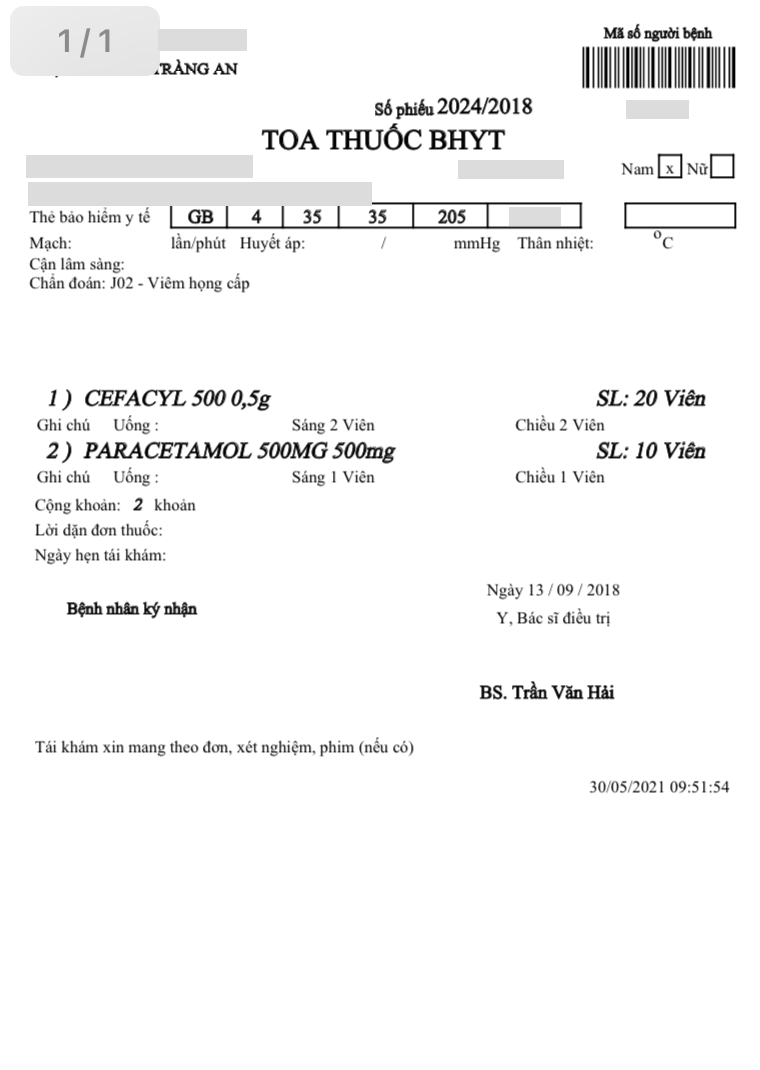 1/1
Mã số người bệnh
TRÀNG AN
Số phiếu 2024/2018
TOA THUỐC BHYT
Nam x Nữ
Thẻ bảo hiểm y tế GB 4 35 35 205
Mạch: lần/phút Huyết áp: / mmHg Thân nhiệt: °C
Cận lâm sàng:
Chẩn đoán: J02 - Viêm họng cấp
1 ) CEFACYL 500 0,5g SL: 20 Viên
Ghi chú Uống : Sáng 2 Viên Chiều 2 Viên
2 ) PARACETAMOL 500MG 500mg SL: 10 Viên
Ghi chú Uống : Sáng 1 Viên Chiều 1 Viên
Cộng khoản: 2 khoản
Lời dặn đơn thuốc:
Ngày hẹn tái khám:
Ngày 13 / 09 / 2018
Bệnh nhân ký nhận
Y, Bác sĩ điều trị
BS. Trần Văn Hải
Tái khám xin mang theo đơn, xét nghiệm, phim (nếu có)
30/05/2021 09:51:54